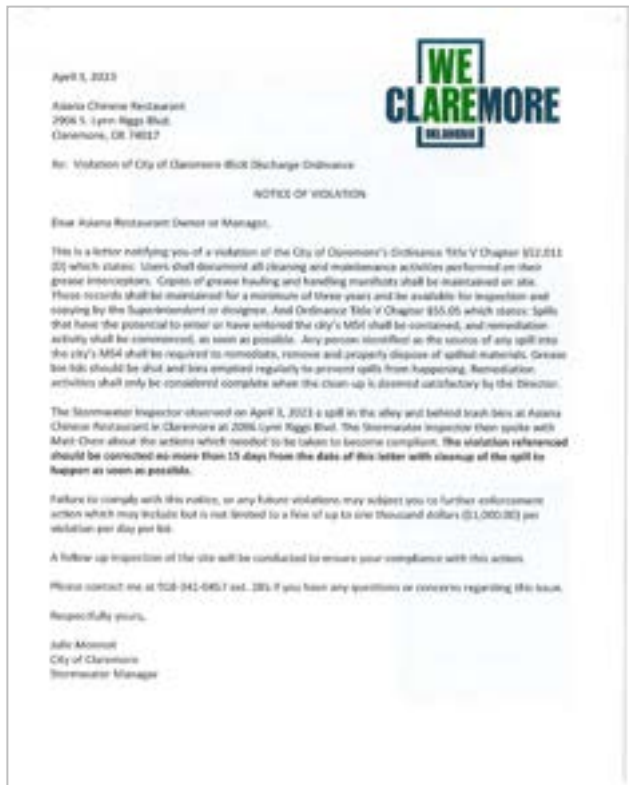 WE
CLAREMORE
OKLAHOMA
April 5, 2023
Asiana Chinese Restaurant
2906 S. Lynn Riggs Blvd.
Claremore, OK 74017
Re: Violation of City of Claremore Illicit Discharge Ordinance
NOTICE OF VIOLATION
Dear Asiana Restaurant Owner or Manager,
This is a letter notifying you of a violation of the City of Claremore's Ordinance Title V Chapter
(D) which states: Users shall document all cleaning and maintenance activities performed on their
grease interceptors. Copies of grease hauling and handling manifests shall be maintained on site.
These records shall be maintained for a minimum of three years and be available for inspection and
copying by the Superintendent or designee. And Ordinance Title V Chapter §55.05 which states: Spills
that have the potential to enter or have entered the city's MS4 shall be contained, and remediation
activity shall be commenced, as soon as possible. Any person identified as the source of any spill into
the city's MS4 shall be required to remediate, remove and properly dispose of spilled materials. Grease
bin lids should be shut and bins emptied regularly to prevent spills from happening. Remediation
activities shall only be considered complete when the clean-up is deemed satisfactory by the Director.
The Stormwater Inspector observed on April 3, 2023 a spill in the alley and behind trash bins at Asiana
Chinese Restaurant in Claremore at 2096 Lynn Riggs Blvd. The Stormwater Inspector then spoke with
Matt Chen about the actions which needed to be taken to become compliant. The violation referenced
should be corrected no more than 15 days from the date of this letter with cleanup of the spill to
happen as soon as possible.
Failure to comply with this notice, or any future violations may subject you to further enforcement
action which may include but is not limited to a fine of up to one thousand dollars ($1,000.00) per
violation per day per
A follow up inspection of the site will be conducted to ensure your compliance with this action.
Please contact me at 918-341-0457 ext. 285 if you have any questions or concerns regarding this issue.
Respectfully yours,
Julie
City of Claremore
Stormwater Manager